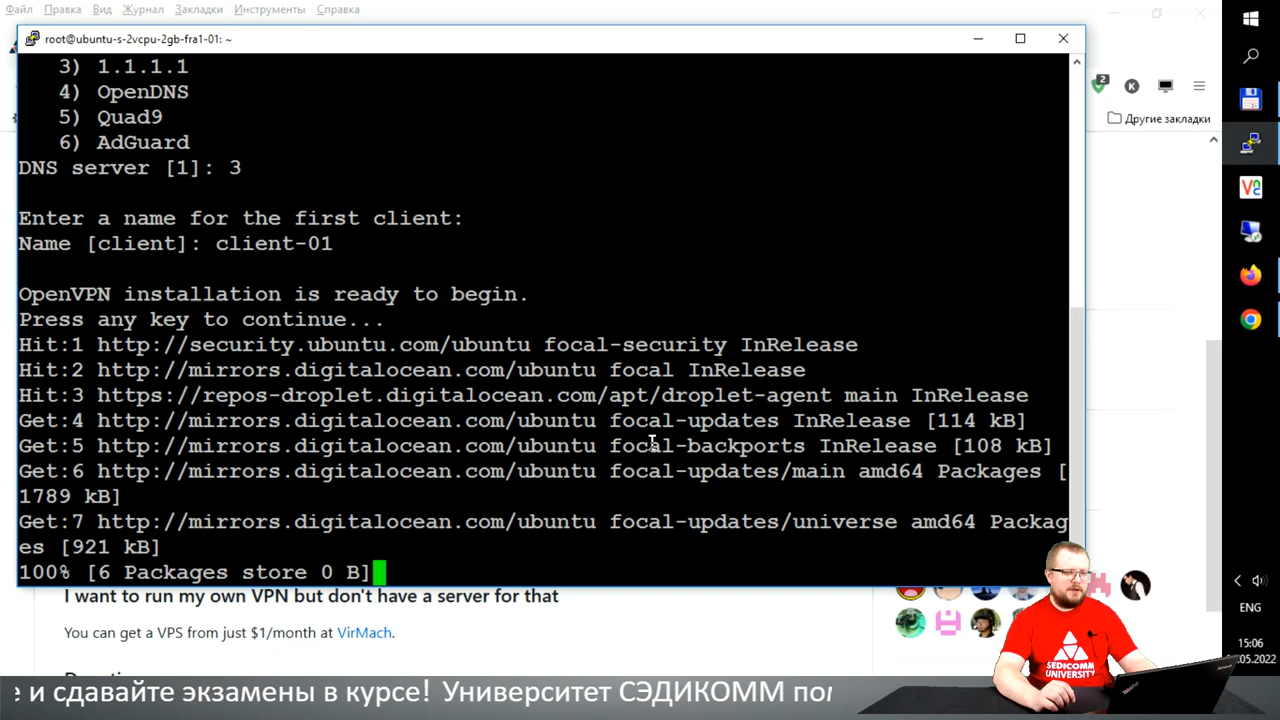 Файл Правка Вид Журнал Закладки Инструменты Справка
root@ubuntu-s-2vcpu-2gb-fra1-01: ~
3) 1.1.1.1
4) OpenDNS
5) Quad9
6) AdGuard
DNS server [1]: 3
Enter a name for the first client:
Name [client]: client-01
OpenVPN installation is ready to begin.
Press any key to continue...
Hit:1 http://security.ubuntu.com/ubuntu focal-security InRelease
Hit:2 http://mirrors.digitalocean.com/ubuntu focal InRelease
Hit:3 https://repos-droplet.digitalocean.com/apt/droplet-agent main InRelease
Get:4 http://mirrors.digitalocean.com/ubuntu focal-updates InRelease [114 kB]
Get:5 http://mirrors.digitalocean.com/ubuntu focal-backports InRelease [108 kB]
Get:6 http://mirrors.digitalocean.com/ubuntu focal-updates/main amd64 Packages [
1789 kB]
Get:7 http://mirrors.digitalocean.com/ubuntu focal-updates/universe amd64 Packag
es [921 kB]
100% [6 Packages store 0 B]
2
K
Другие закладки
I want to run my own VPN but don't have a server for that
You can get a VPS from just $1/month at VirMach.
ENG
15:06
.05.2022
SEDICOMM
UNIVERSITY
е и сдавайте экзамены в курсе! Университет СЭДИКОММ